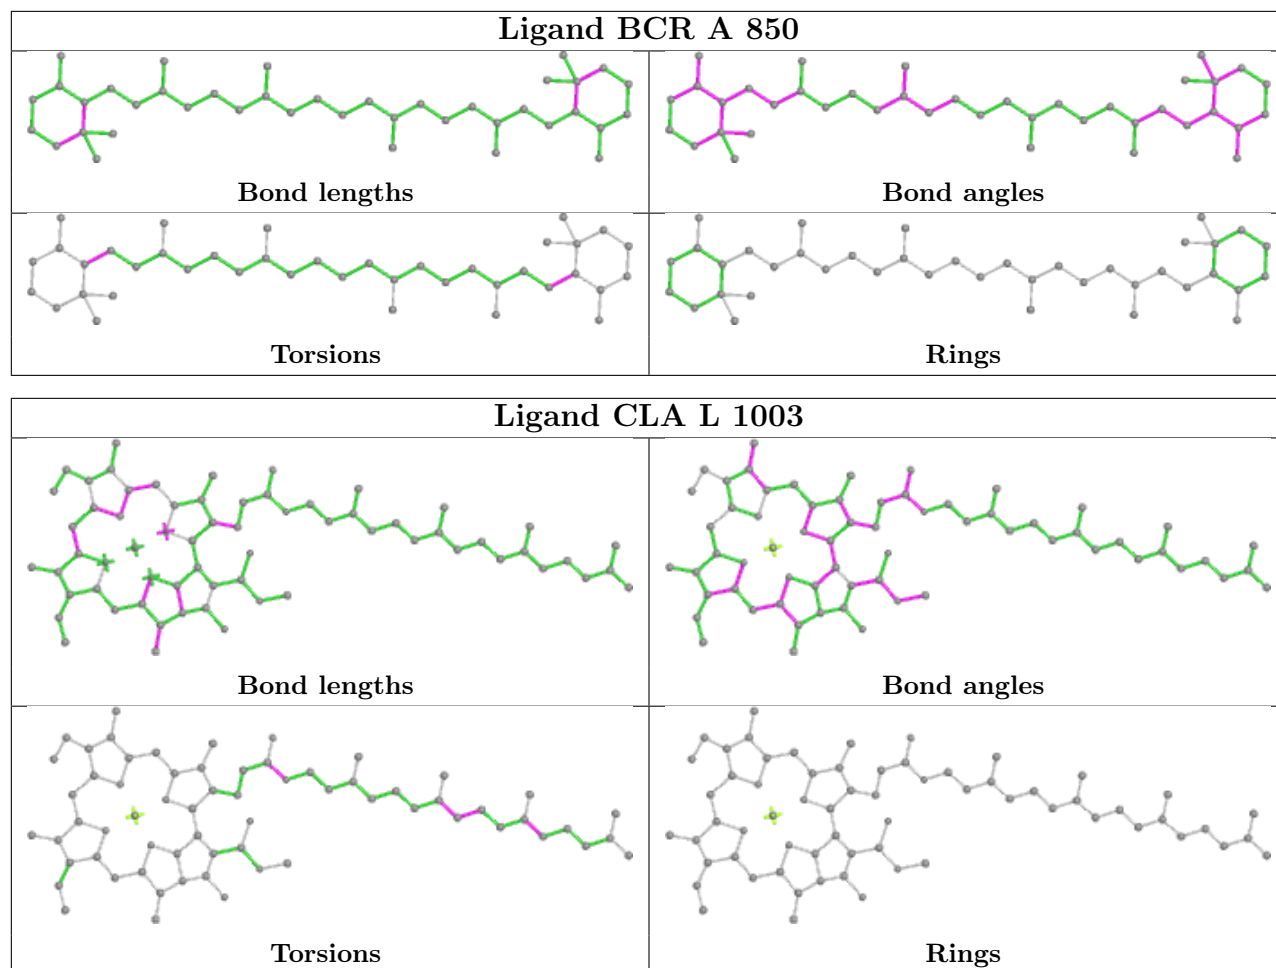 Ligand BCR A 850
Bond lengths
Bond angles
Torsions
Rings
Ligand CLA L 1003
Bond lengths
Bond angles
Torsions
Rings